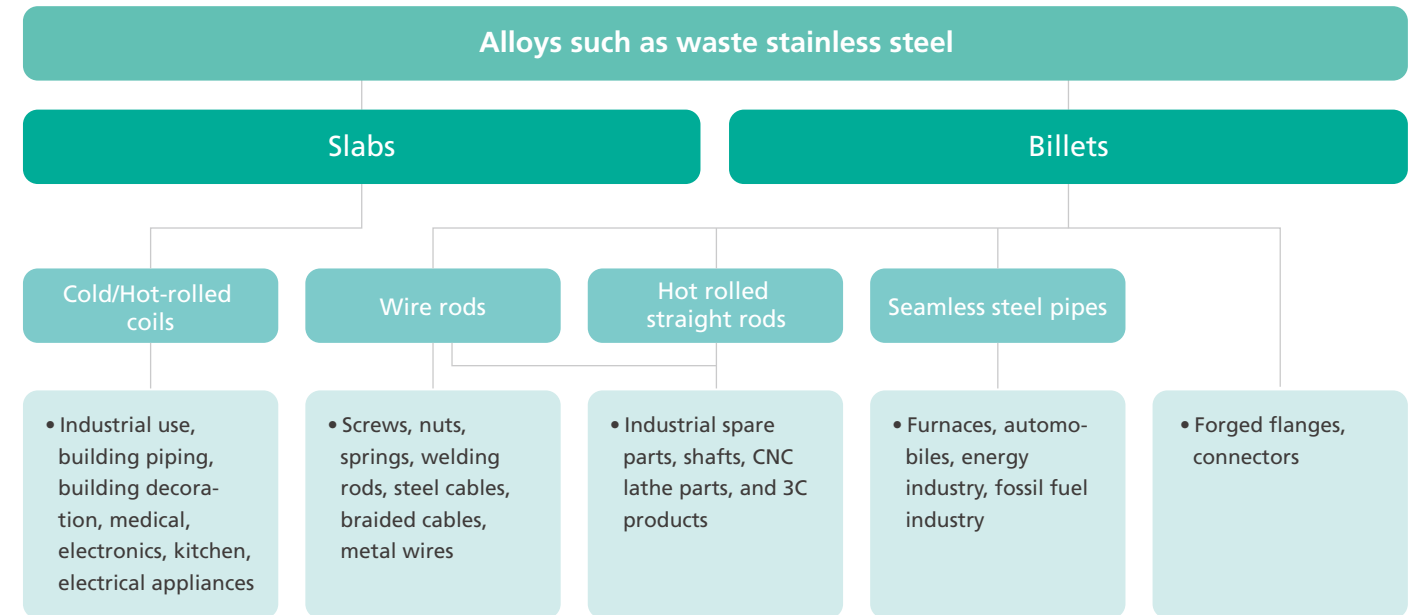 Alloys such as waste stainless steel
Slabs
Billets
Cold/Hot-rolled
coils
Wire rods
Hot rolled
straight rods
Seamless steel pipes
• Industrial use,
building piping,
building decora-
tion, medical,
electronics, kitchen,
electrical appliances
• Screws, nuts,
springs, welding
rods, steel cables,
braided cables,
metal wires
• Industrial spare
parts, shafts, CNC
lathe parts, and 3C
products
• Furnaces, automo-
biles, energy
industry, fossil fuel
industry
• Forged flanges,
connectors